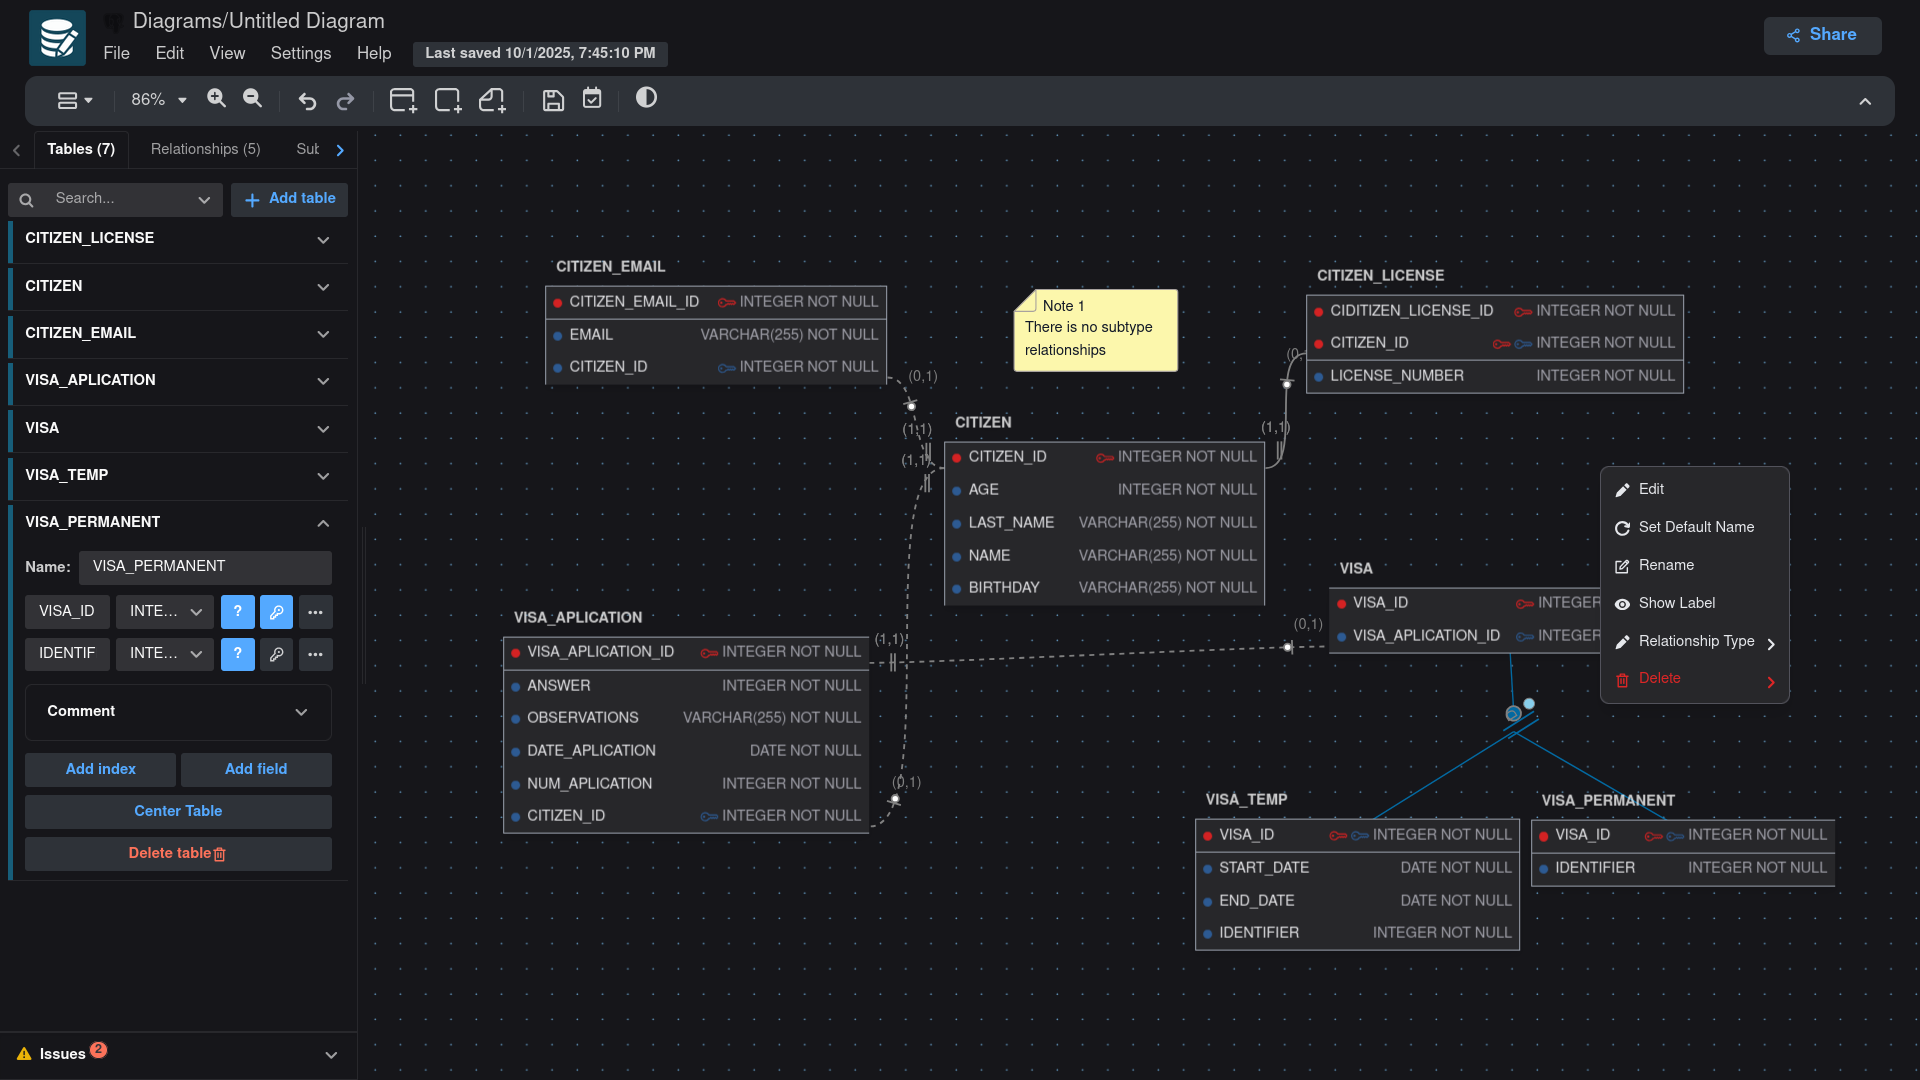 Diagrams/Untitled Diagram
File Edit View Settings Help Last saved 10/1/2025, 7:45:10 PM
Share
86%
Tables (7) Relationships (5) Sub
Search... Add table
CITIZEN_LICENSE
CITIZEN
CITIZEN_EMAIL
VISA_APLICATION
VISA
VISA_TEMP
VISA_PERMANENT
Name: VISA_PERMANENT
VISA_ID INTE... ?
IDENTIF INTE... ?
Comment
Add index Add field
Center Table
Delete table
Issues 2
CITIZEN_EMAIL
CITIZEN_EMAIL_ID INTEGER NOT NULL
EMAIL VARCHAR(255) NOT NULL
CITIZEN_ID INTEGER NOT NULL
(0,1)
(1,1)
(1,1)
Note 1
There is no subtype
relationships
CITIZEN_LICENSE
CIDITIZEN_LICENSE_ID INTEGER NOT NULL
CITIZEN_ID INTEGER NOT NULL
LICENSE_NUMBER INTEGER NOT NULL
(0,
(1,1)
CITIZEN
CITIZEN_ID INTEGER NOT NULL
AGE INTEGER NOT NULL
LAST_NAME VARCHAR(255) NOT NULL
NAME VARCHAR(255) NOT NULL
BIRTHDAY VARCHAR(255) NOT NULL
Edit
Set Default Name
Rename
Show Label
Relationship Type
Delete
VISA
VISA_ID INTEGER
VISA_APLICATION_ID INTEGER
(0,1)
VISA_APLICATION
VISA_APLICATION_ID INTEGER NOT NULL
ANSWER INTEGER NOT NULL
OBSERVATIONS VARCHAR(255) NOT NULL
DATE_APLICATION DATE NOT NULL
NUM_APLICATION INTEGER NOT NULL
CITIZEN_ID INTEGER NOT NULL
(1,1)
(0,1)
VISA_TEMP
VISA_ID INTEGER NOT NULL
START_DATE DATE NOT NULL
END_DATE DATE NOT NULL
IDENTIFIER INTEGER NOT NULL
VISA_PERMANENT
VISA_ID INTEGER NOT NULL
IDENTIFIER INTEGER NOT NULL